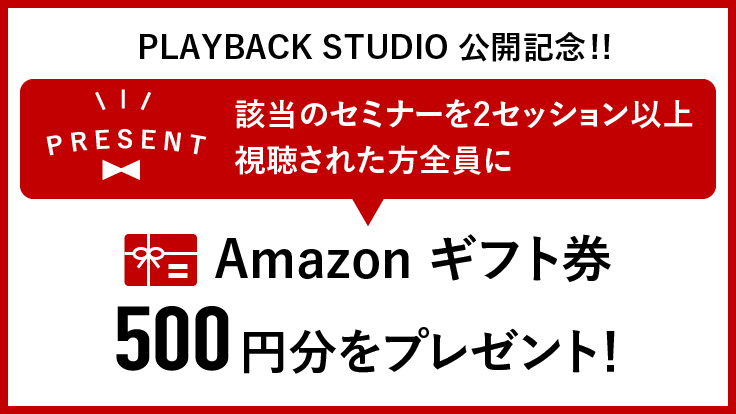 PLAYBACK STUDIO 公開記念!!
PRESENT
該当のセミナーを2セッション以上
視聴された方全員に
Amazon ギフト券
500円分をプレゼント!